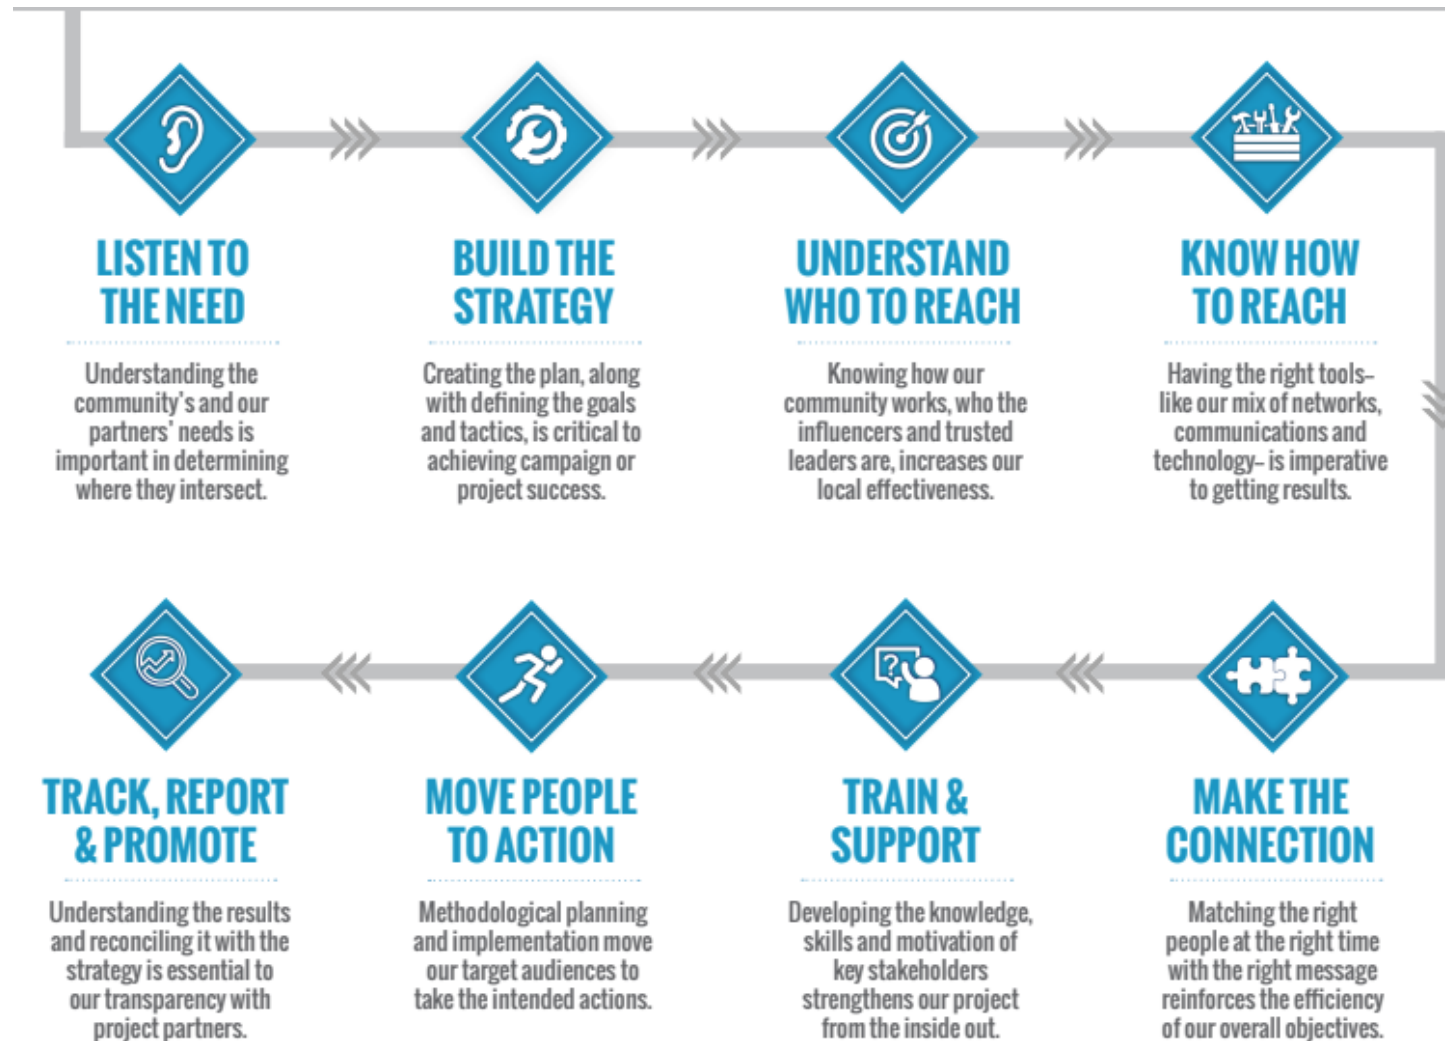 LISTEN TO
THE NEED
Understanding the
community's and our
partners' needs is
important in determining
where they intersect.
BUILD THE
STRATEGY
Creating the plan, along
with defining the goals
and tactics, is critical to
achieving campaign or
project success.
UNDERSTAND
WHO TO REACH
Knowing how our
community works, who the
influencers and trusted
leaders are, increases our
local effectiveness.
KNOW HOW
TO REACH
Having the right tools–
like our mix of networks,
communications and
technology– is imperative
to getting results.
?
MAKE THE
CONNECTION
Matching the right
people at the right time
with the right message
reinforces the efficiency
of our overall objectives.
TRAIN &
SUPPORT
Developing the knowledge,
skills and motivation of
key stakeholders
strengthens our project
from the inside out.
MOVE PEOPLE
TO ACTION
Methodological planning
and implementation move
our target audiences to
take the intended actions.
TRACK, REPORT
& PROMOTE
Understanding the results
and reconciling it with the
strategy is essential to
our transparency with
project partners.